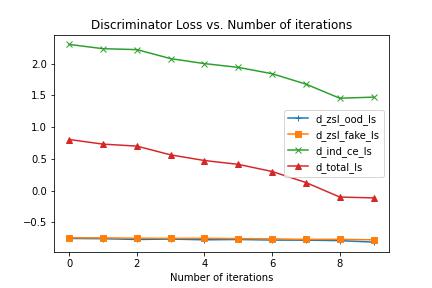 Discriminator Loss vs. Number of iterations
2.0
1.5
1.0
0.5
0.0
−0.5
d_zsl_ood_ls
d_zsl_fake_ls
d_ind_ce_ls
d_total_ls
0 2 4 6 8
Number of iterations